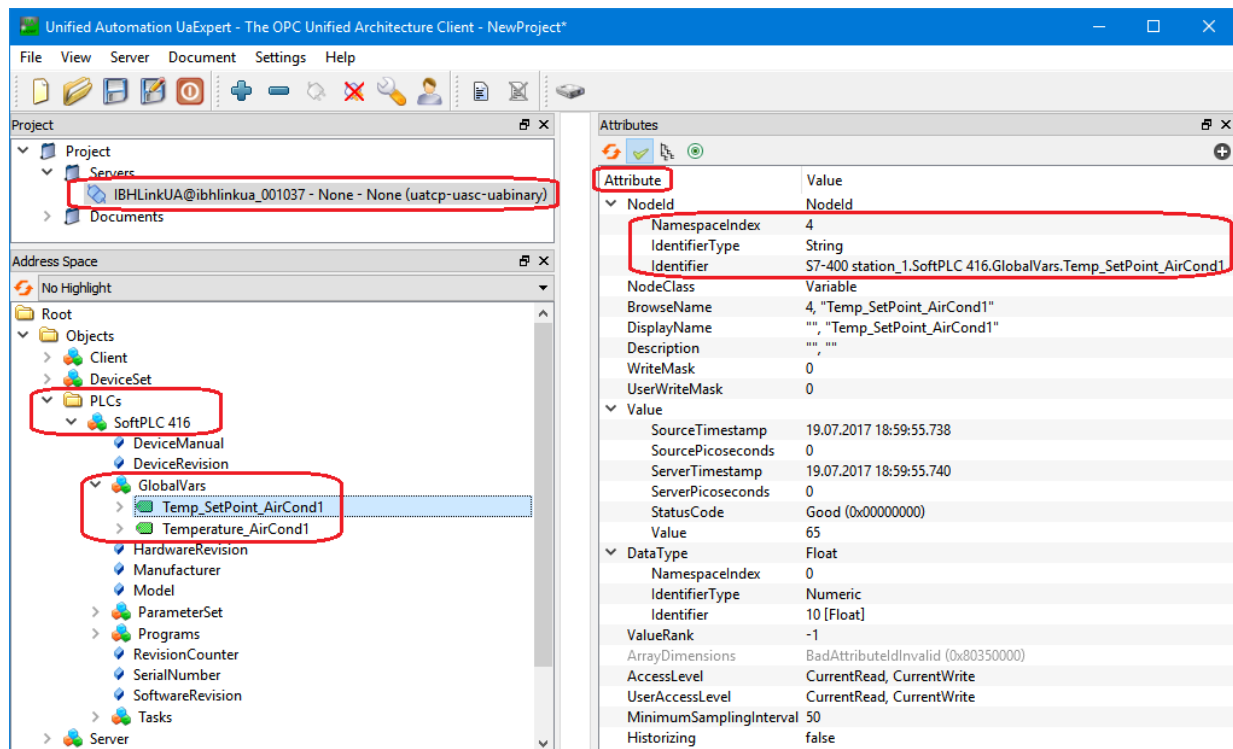 Unified Automation UaExpert - The OPC Unified Architecture Client - NewProject*
File View Server Document Settings Help
Project
Project
Servers
IBHLinkUA@ibhlinkua_001037 - None - None (uatcp-uasc-uabinary)
Documents
Address Space
No Highlight
Root
Objects
Client
DeviceSet
PLCs
SoftPLC 416
DeviceManual
DeviceRevision
GlobalVars
Temp_SetPoint_AirCond1
Temperature_AirCond1
HardwareRevision
Manufacturer
Model
ParameterSet
Programs
RevisionCounter
SerialNumber
SoftwareRevision
Tasks
Server
Attributes
Attribute Value
NodeId NodeId
NamespaceIndex 4
IdentifierType String
Identifier S7-400 station_1.SoftPLC 416.GlobalVars.Temp_SetPoint_AirCond1
NodeClass Variable
BrowseName 4, "Temp_SetPoint_AirCond1"
DisplayName "", "Temp_SetPoint_AirCond1"
Description "", ""
WriteMask 0
UserWriteMask 0
Value
SourceTimestamp 19.07.2017 18:59:55.738
SourcePicoseconds 0
ServerTimestamp 19.07.2017 18:59:55.740
ServerPicoseconds 0
StatusCode Good (0x00000000)
Value 65
DataType Float
NamespaceIndex 0
IdentifierType Numeric
Identifier 10 [Float]
ValueRank -1
ArrayDimensions BadAttributeIdInvalid (0x80350000)
AccessLevel CurrentRead, CurrentWrite
UserAccessLevel CurrentRead, CurrentWrite
MinimumSamplingInterval 50
Historizing false